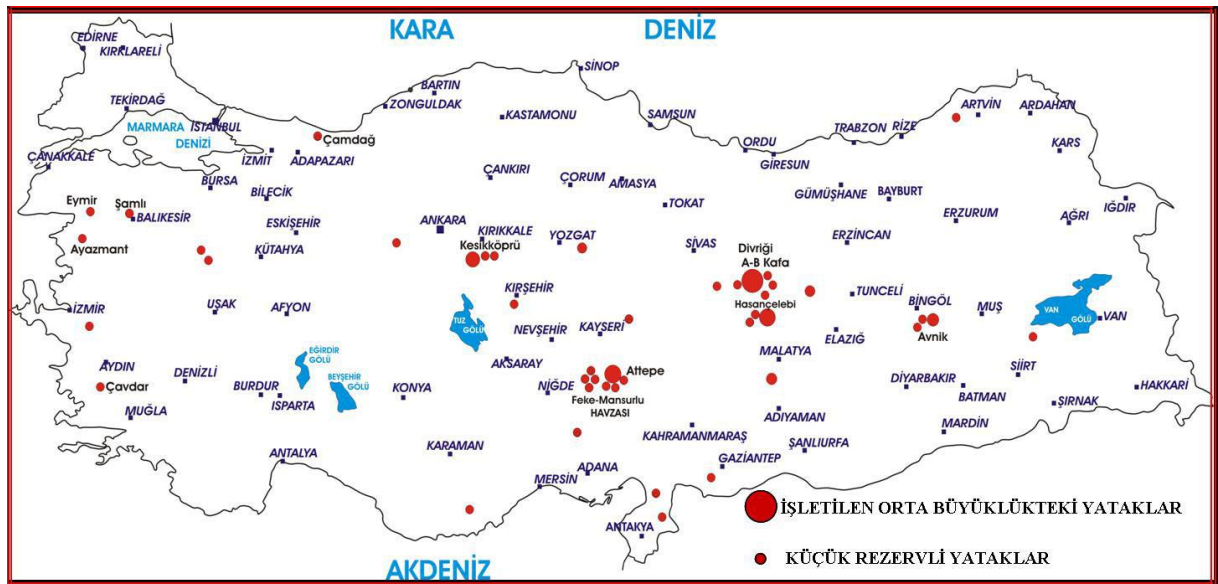 KARA DENİZ
EDİRNE
KIRKLARELİ
SİNOP
BARTIN
ZONGULDAK
TEKİRDAĞ
KASTAMONU
SAMSUN
ARTVİN
ARDAHAN
İSTANBUL
MARMARA
DENİZİ
Çamdağ
TRABZON
RİZE
ORDU
GİRESUN
KARS
ÇANAKKALE
İZMİT
ADAPAZARI
BURSA
BİLECİK
ÇANKIRI
ÇORUM
AMASYA
GÜMÜŞHANE
BAYBURT
Eymir
Şamlı
BALIKESİR
TOKAT
IĞDIR
ESKİŞEHİR
ANKARA
KIRIKKALE
YOZGAT
ERZURUM
AĞRI
Ayazmant
KÜTAHYA
Kesikköprü
SİVAS
Divriği
A-B Kafa
ERZİNCAN
KIRŞEHİR
Hasançelebi
TUNCELİ
BİNGÖL
MUŞ
VAN
GÖLÜ
VAN
İZMİR
UŞAK
AFYON
TUZ
GÖLÜ
NEVŞEHİR
KAYSERİ
ELAZIĞ
Avnik
EĞİRDİR
GÖLÜ
AYDIN
DENİZLİ
BEYŞEHİR
GÖLÜ
AKSARAY
Attepe
MALATYA
SİİRT
Çavdar
BURDUR
ISPARTA
KONYA
NİĞDE
Feke-Mansurlu
HAVZASI
DİYARBAKIR
BATMAN
HAKKARİ
ŞIRNAK
MUĞLA
ADIYAMAN
MARDİN
KARAMAN
KAHRAMANMARAŞ
ŞANLIURFA
ANTALYA
GAZİANTEP
ADANA
MERSİN
ANTAKYA
İŞLETİLEN ORTA BÜYÜKLÜKTEKİ YATAKLAR
KÜÇÜK REZERVLİ YATAKLAR
AKDENİZ